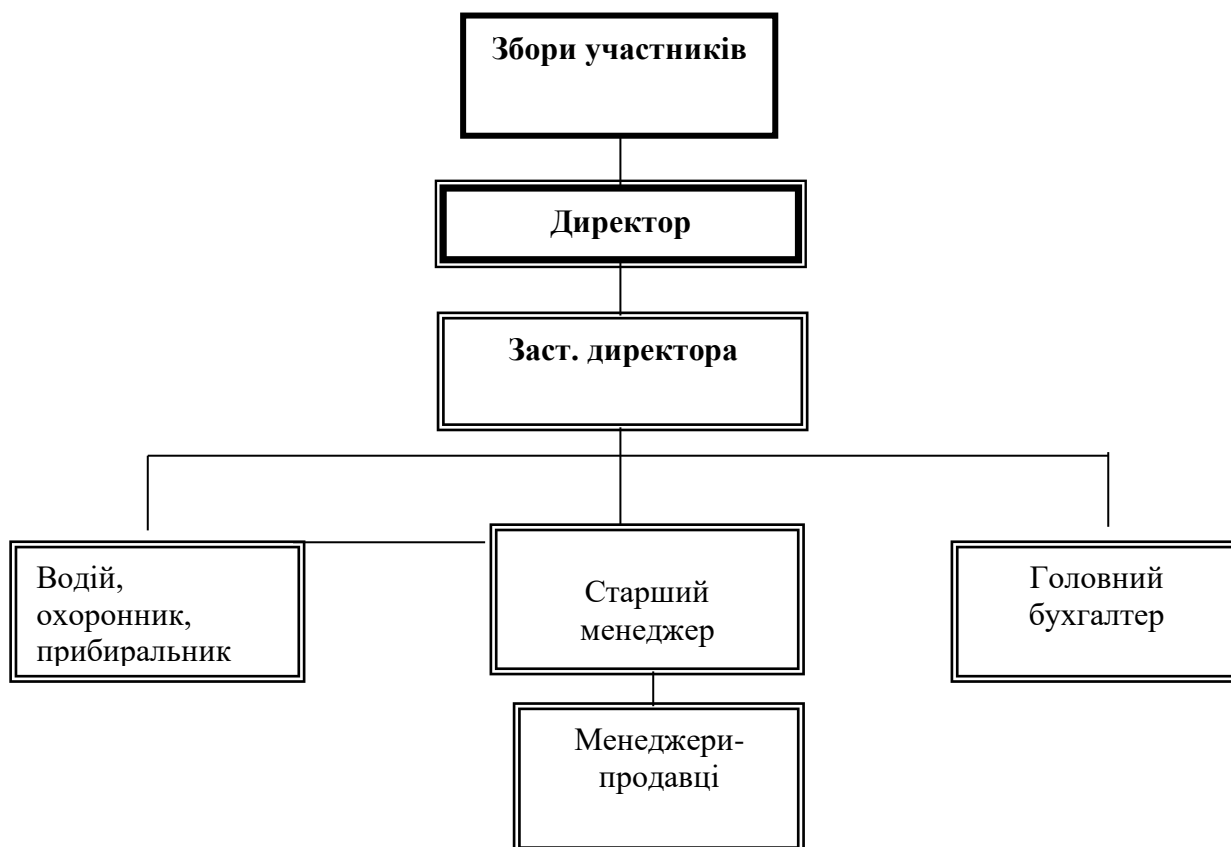 Збори участників
Директор
Заст. директора
Водій,
охоронник,
прибиральник
Старший
менеджер
Головний
бухгалтер
Менеджери-
продавці